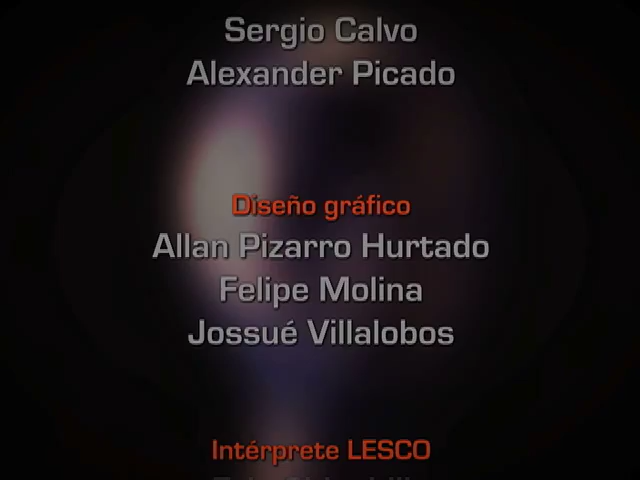 Sergio Calvo
Alexander Picado
Diseño gráfico
Allan Pizarro Hurtado
Felipe Molina
Jossué Villalobos
Intérprete LESCO